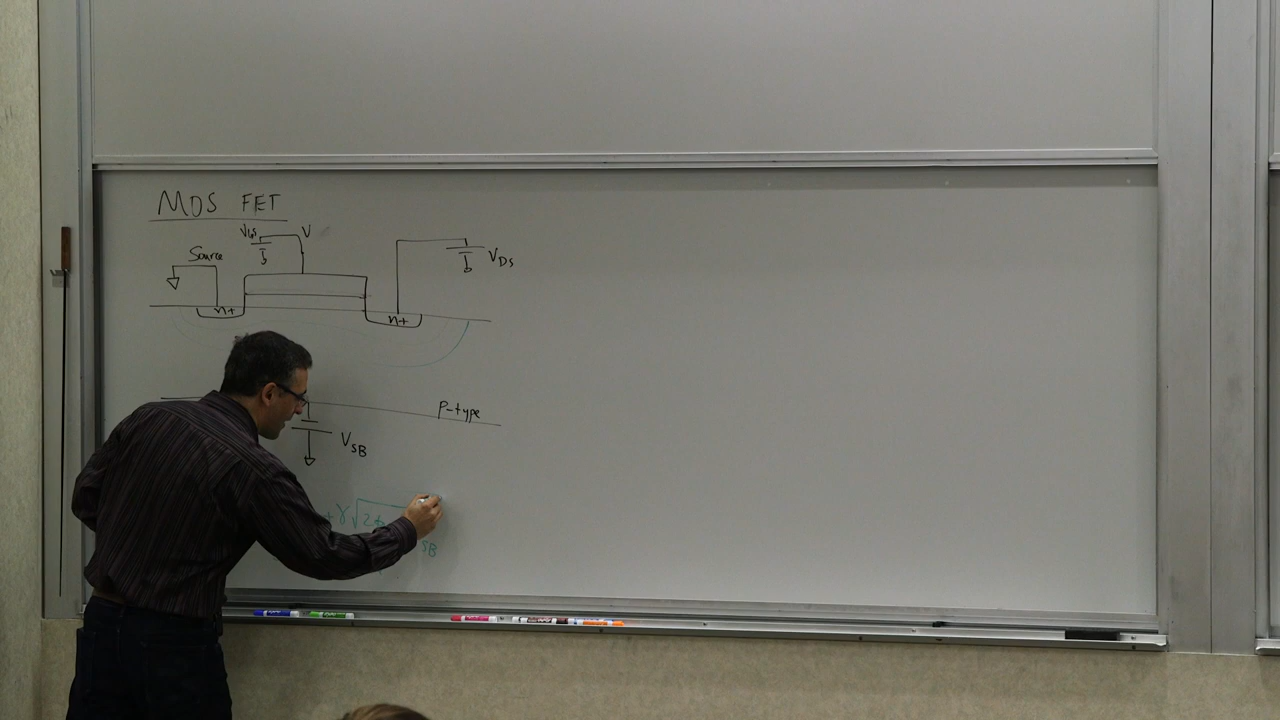 MOS FET
V
Source
VDS
n+
n+
P-type
VSB
+γ√2φ
SB